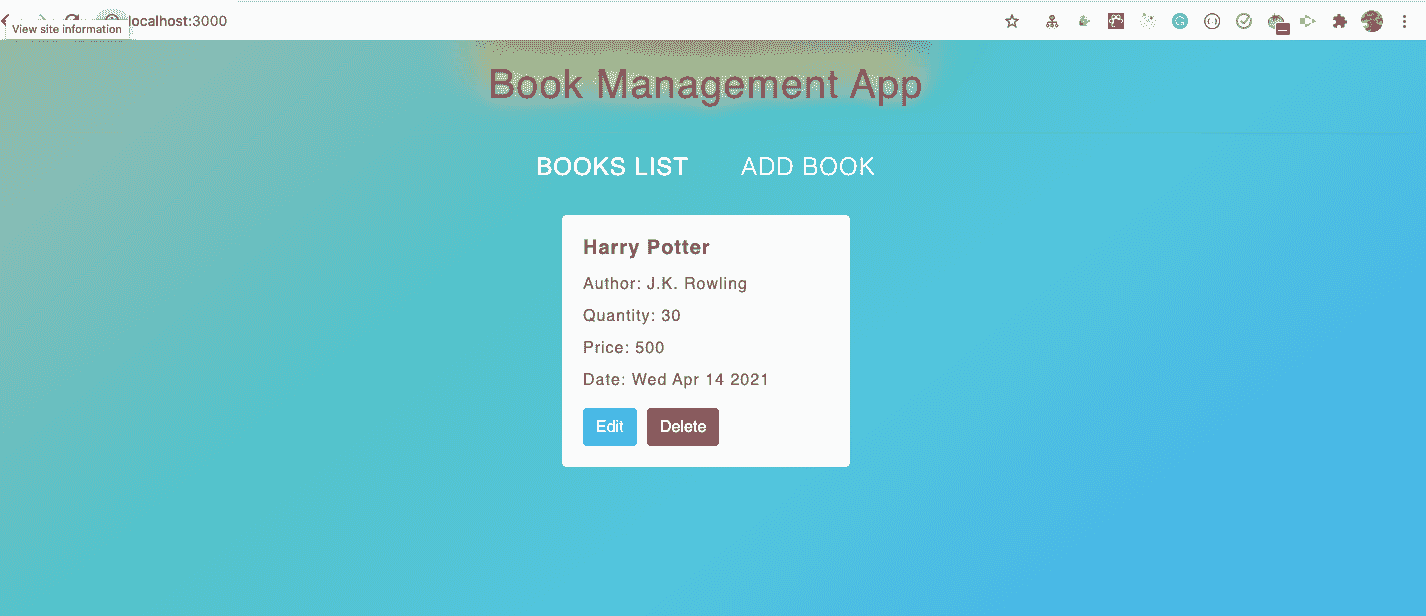 localhost:3000
View site information
Book Management App
BOOKS LIST ADD BOOK
Harry Potter
Author: J.K. Rowling
Quantity: 30
Price: 500
Date: Wed Apr 14 2021
Edit Delete